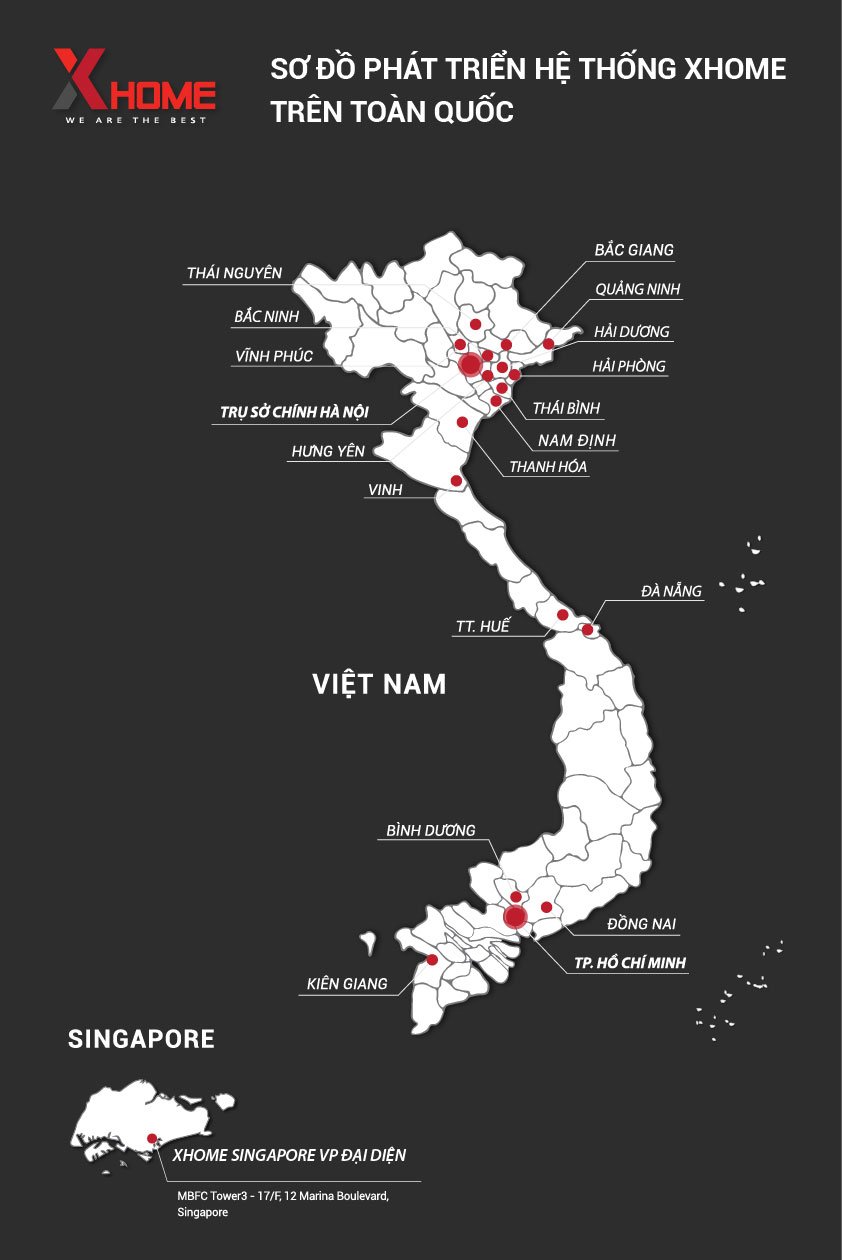 XHOME
WE ARE THE BEST
SƠ ĐỒ PHÁT TRIỂN HỆ THỐNG XHOME
TRÊN TOÀN QUỐC
BẮC GIANG
THÁI NGUYÊN
QUẢNG NINH
BẮC NINH
HẢI DƯƠNG
VĨNH PHÚC
HẢI PHÒNG
TRỤ SỞ CHÍNH HÀ NỘI
THÁI BÌNH
NAM ĐỊNH
HƯNG YÊN
THANH HÓA
VINH
ĐÀ NẴNG
TT. HUẾ
VIỆT NAM
BÌNH DƯƠNG
ĐỒNG NAI
TP. HỒ CHÍ MINH
KIÊN GIANG
SINGAPORE
XHOME SINGAPORE VP ĐẠI DIỆN
MBFC Tower3 - 17/F, 12 Marina Boulevard,
Singapore